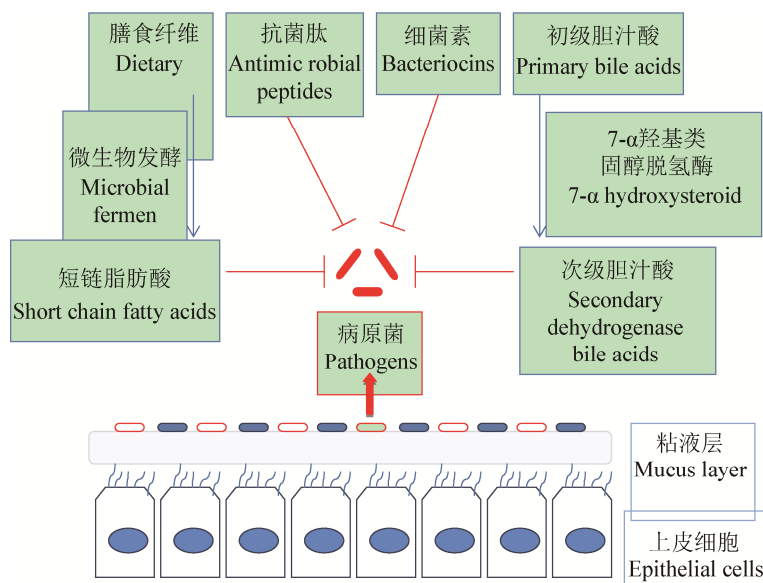 膳食纤维
Dietary
抗菌肽
Antimic robial
peptides
细菌素
Bacteriocins
初级胆汁酸
Primary bile acids
微生物发酵
Microbial
fermen
7-α羟基类
固醇脱氢酶
7-α hydroxysteroid
短链脂肪酸
Short chain fatty acids
次级胆汁酸
Secondary
dehydrogenase
bile acids
病原菌
Pathogens
粘液层
Mucus layer
上皮细胞
Epithelial cells